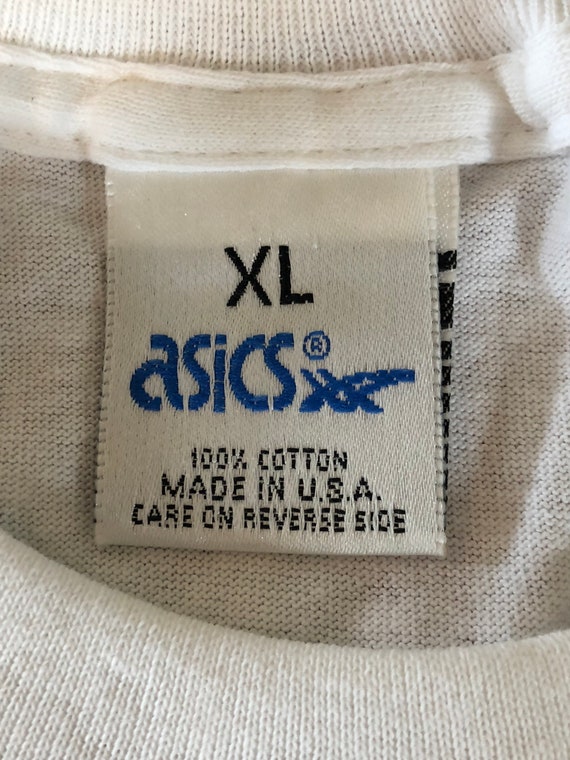 XL
asics®
100% COTTON
MADE IN U.S.A.
CARE ON REVERSE SIDE